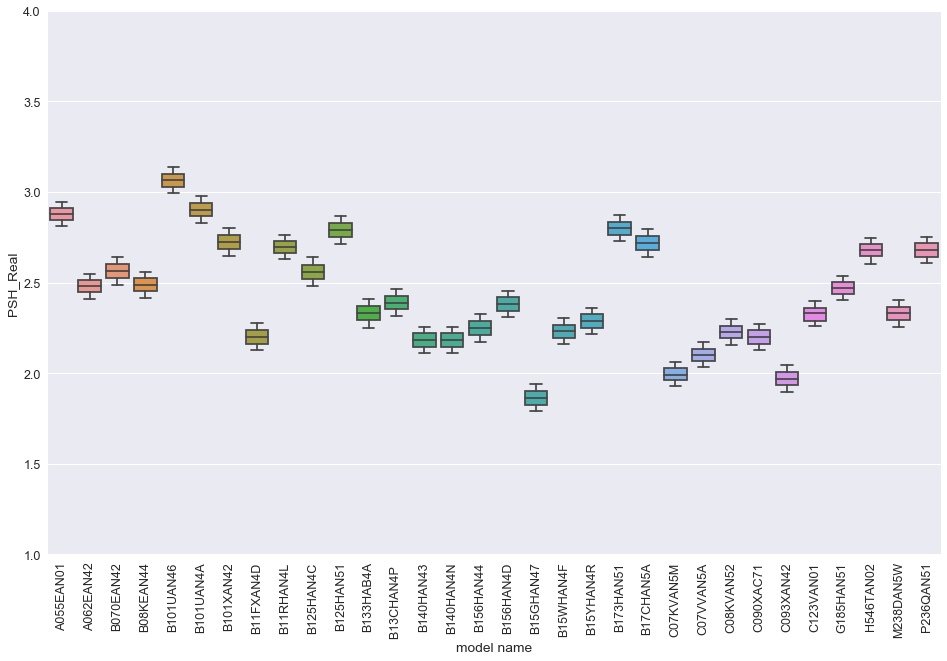 4.0
3.5
3.0
2.5
2.0
1.5
1.0
PSH_Real
A055EAN01
A062EAN42
B070EAN42
B08KEAN44
B101UAN46
B101UAN4A
B101XAN42
B11FXAN4D
B11RHAN4L
B125HAN4C
B125HAN51
B133HAB4A
B13CHAN4P
B140HAN43
B140HAN4N
B156HAN44
B156HAN4D
B15GHAN47
B15WHAN4F
B15YHAN4R
B173HAN51
B17CHAN5A
C07KVAN5M
C07VVAN5A
C08KVAN52
C090XAC71
C093XAN42
C123VAN01
G185HAN51
H546TAN02
M238DAN5W
P236QAN51
model name